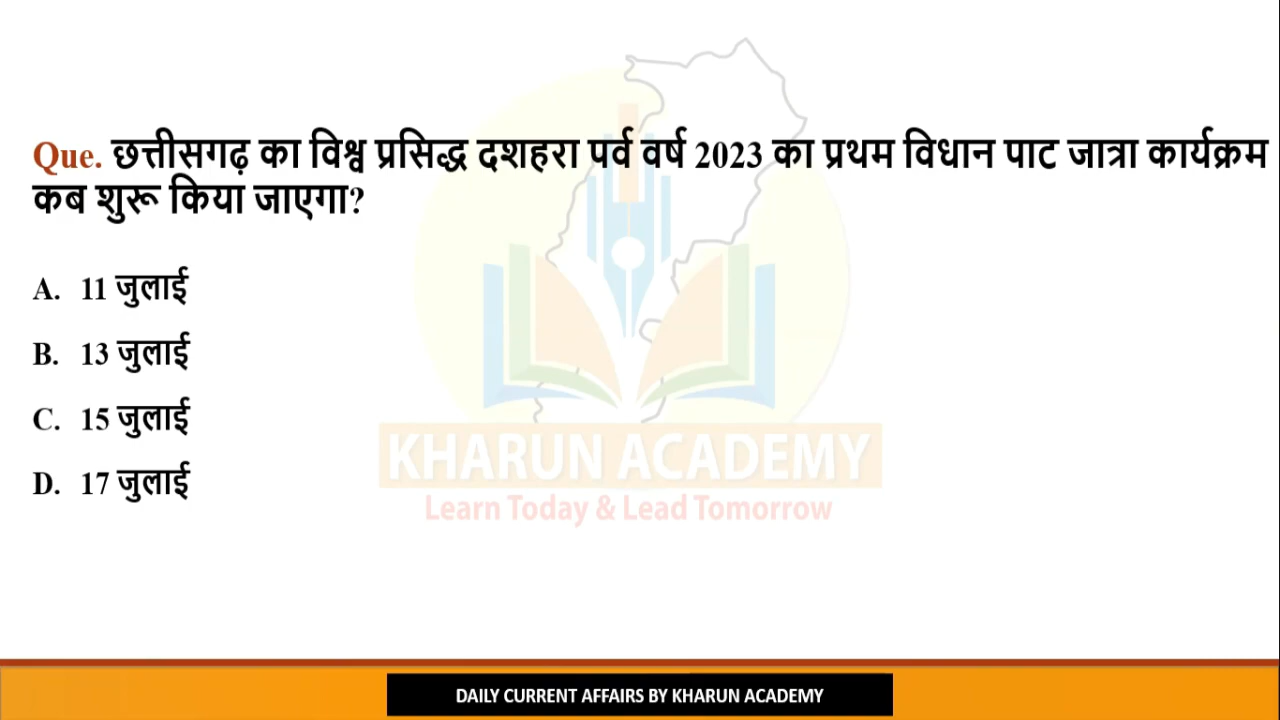 Que. छत्तीसगढ़ का विश्व प्रसिद्ध दशहरा पर्व वर्ष 2023 का प्रथम विधान पाट जात्रा कार्यक्रम
कब शुरू किया जाएगा?
A. 11 जुलाई
B. 13 जुलाई
C. 15 जुलाई
D. 17 जुलाई
KHARUN ACADEMY
Learn Today & Lead Tomorrow
DAILY CURRENT AFFAIRS BY KHARUN ACADEMY